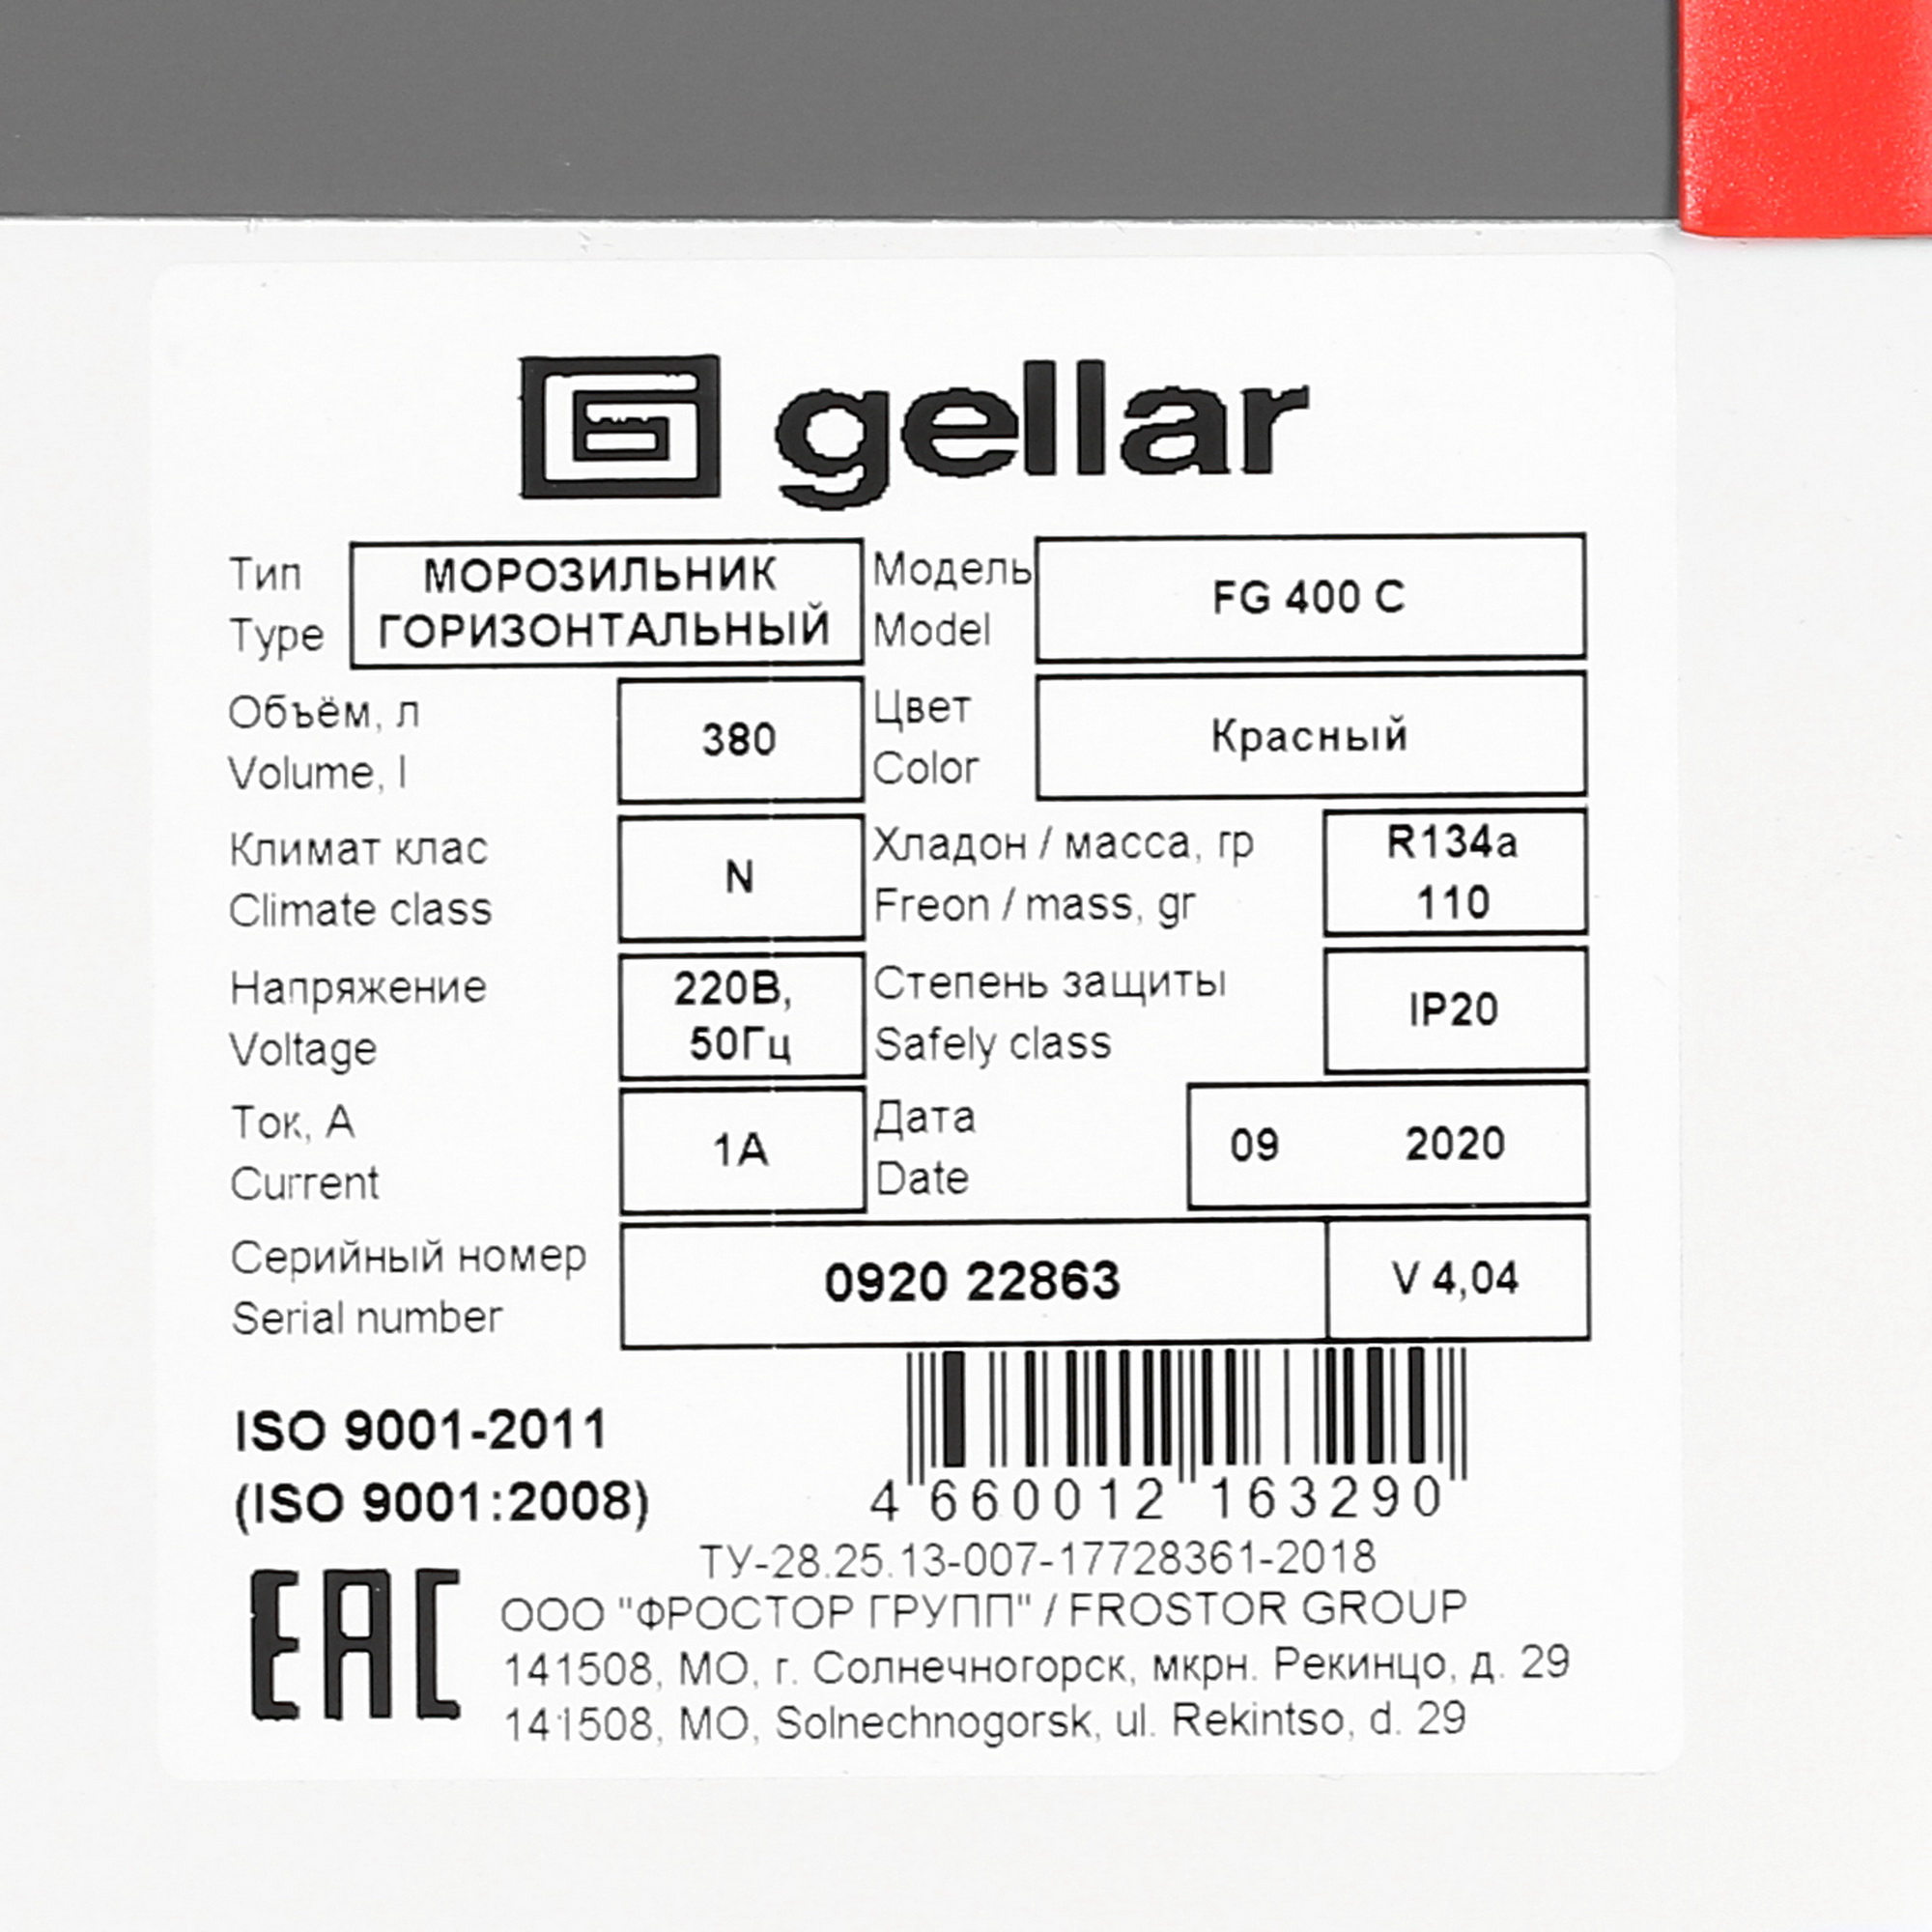 gellar
Тип МОРОЗИЛЬНИК Модель FG 400 C
Type ГОРИЗОНТАЛЬНЫЙ Model
Объём, л 380 Цвет Красный
Volume, l Color
Климат клас N Хладон / масса, гр R134a
Climate class Freon / mass, gr 110
Напряжение 220В, Степень защиты IP20
Voltage 50Гц Safely class
Ток, А 1А Дата 09 2020
Current Date
Серийный номер 0920 22863 V 4,04
Serial number
ISO 9001-2011
(ISO 9001:2008)
4 660012 163290
ТУ-28.25.13-007-17728361-2018
EAC
ООО "ФРОСТОР ГРУПП" / FROSTOR GROUP
141508, МО, г. Солнечногорск, мкрн. Рекинцо, д. 29
141508, MO, Solnechnogorsk, ul. Rekintso, d. 29